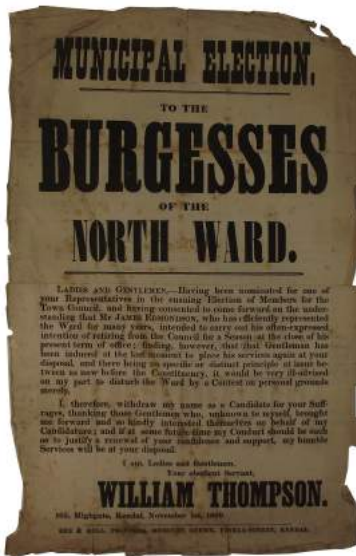 MUNICIPAL ELECTION.
TO THE
BURGESSES
OF THE
NORTH WARD.
LADIES AND GENTLEMEN,—Having been nominated for one of
your Representatives in the ensuing Election of Members for the
Town Council, and having consented to come forward on the under-
standing that Mr JAMES EDMONDSON, who has efficiently represented
the Ward for many years, intended to carry out his often-expressed
intention of retiring from the Council for a Season at the close of his
present term of office; finding, however, that that Gentleman has
been induced at the last moment to place his services again at your
disposal, and there being no specific or distinct principle at issue be-
tween us now before the Constituency, it would be very ill-advised
on my part to disturb the Ward by a Contest on personal grounds
merely,
I, therefore, withdraw my name as a Candidate for your Suff-
rages, thanking those Gentlemen who, unknown to myself, brought
me forward and so kindly interested themselves on behalf of my
Candidature; and if at some future time my Conduct should be such
as to justify a renewal of your confidence and support, my humble
Services will be at your disposal.
I am, Ladies and Gentlemen,
Your obedient Servant,
WILLIAM THOMPSON.
Highgate, Kendal, November 1st,
KENDAL.